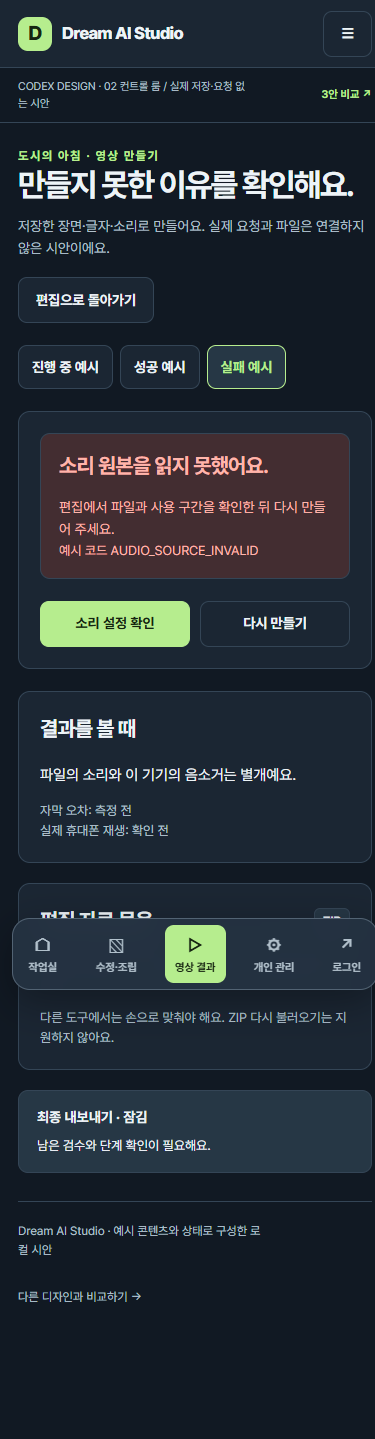 D Dream AI Studio
CODEX DESIGN · 02 컨트롤 룸 / 실제 저장·요청 없
는 시안
3안 비교 ↗
도시의 아침 · 영상 만들기
만들지 못한 이유를 확인해요.
저장한 장면·글자·소리로 만들어요. 실제 요청과 파일은 연결하지
않은 시안이에요.
편집으로 돌아가기
진행 중 예시
성공 예시
실패 예시
소리 원본을 읽지 못했어요.
편집에서 파일과 사용 구간을 확인한 뒤 다시 만들
어 주세요.
예시 코드 AUDIO_SOURCE_INVALID
소리 설정 확인
다시 만들기
결과를 볼 때
파일의 소리와 이 기기의 음소거는 별개예요.
자막 오차: 측정 전
실제 휴대폰 재생: 확인 전
작업실
수정·조립
영상 결과
개인 관리
로그인
다른 도구에서는 손으로 맞춰야 해요. ZIP 다시 불러오기는 지
원하지 않아요.
최종 내보내기 · 잠김
남은 검수와 단계 확인이 필요해요.
Dream AI Studio · 예시 콘텐츠와 상태로 구성한 로
컬 시안
다른 디자인과 비교하기 →